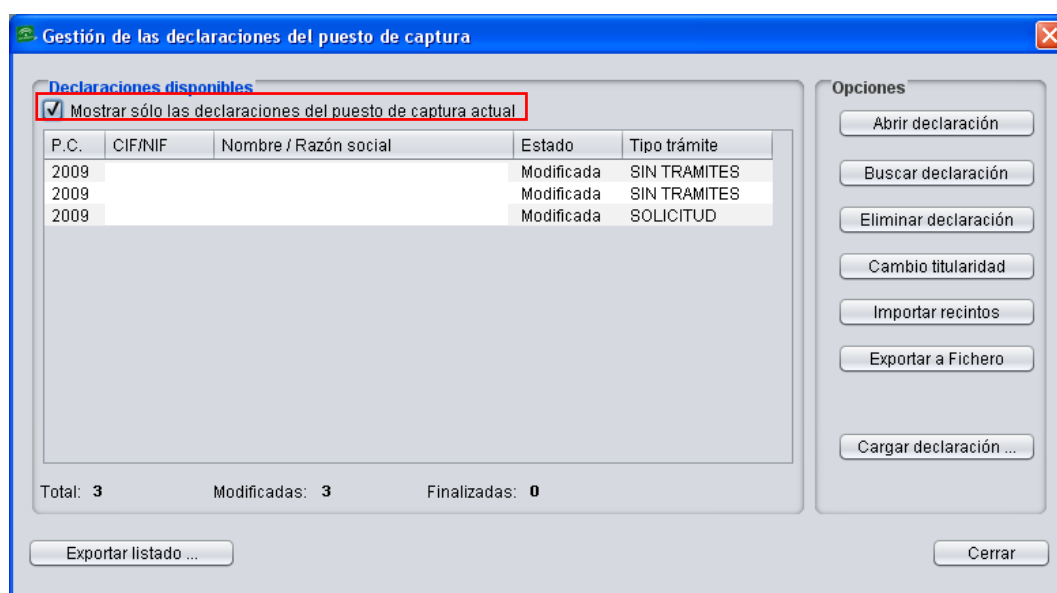 Gestión de las declaraciones del puesto de captura
Declaraciones disponibles
Mostrar sólo las declaraciones del puesto de captura actual
P.C. CIF/NIF Nombre / Razón social Estado Tipo trámite
2009 Modificada SIN TRAMITES
2009 Modificada SIN TRAMITES
2009 Modificada SOLICITUD
Total: 3 Modificadas: 3 Finalizadas: 0
Opciones
Abrir declaración
Buscar declaración
Eliminar declaración
Cambio titularidad
Importar recintos
Exportar a Fichero
Cargar declaración ...
Exportar listado ... Cerrar